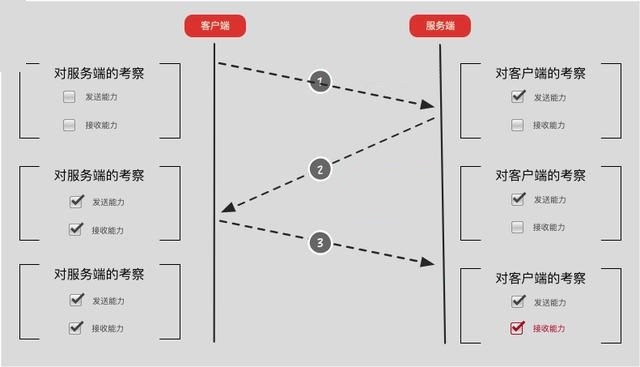 客户端
服务端
对服务端的考察
发送能力
接收能力
1
对客户端的考察
发送能力
接收能力
对服务端的考察
发送能力
接收能力
2
对客户端的考察
发送能力
接收能力
对服务端的考察
发送能力
接收能力
3
对客户端的考察
发送能力
接收能力